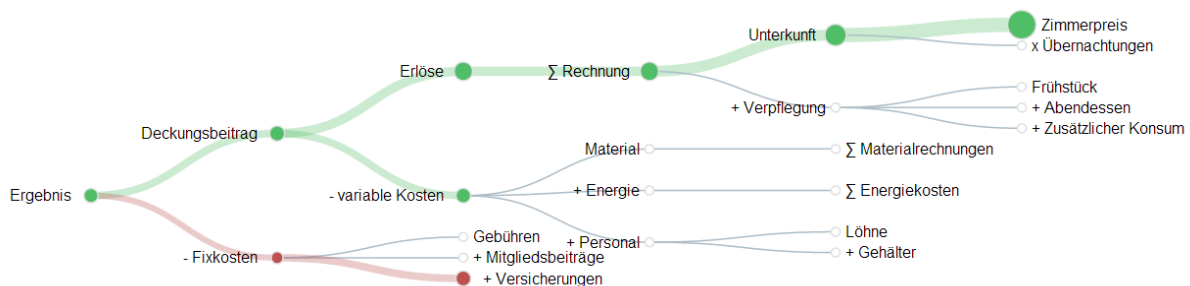 Zimmerpreis
Unterkunft
x Übernachtungen
Erlöse
∑ Rechnung
Frühstück
+ Verpflegung
+ Abendessen
+ Zusätzlicher Konsum
Deckungsbeitrag
Material
∑ Materialrechnungen
+ Energie
∑ Energiekosten
Ergebnis
- variable Kosten
Löhne
+ Personal
+ Gehälter
Gebühren
- Fixkosten
+ Mitgliedsbeiträge
+ Versicherungen